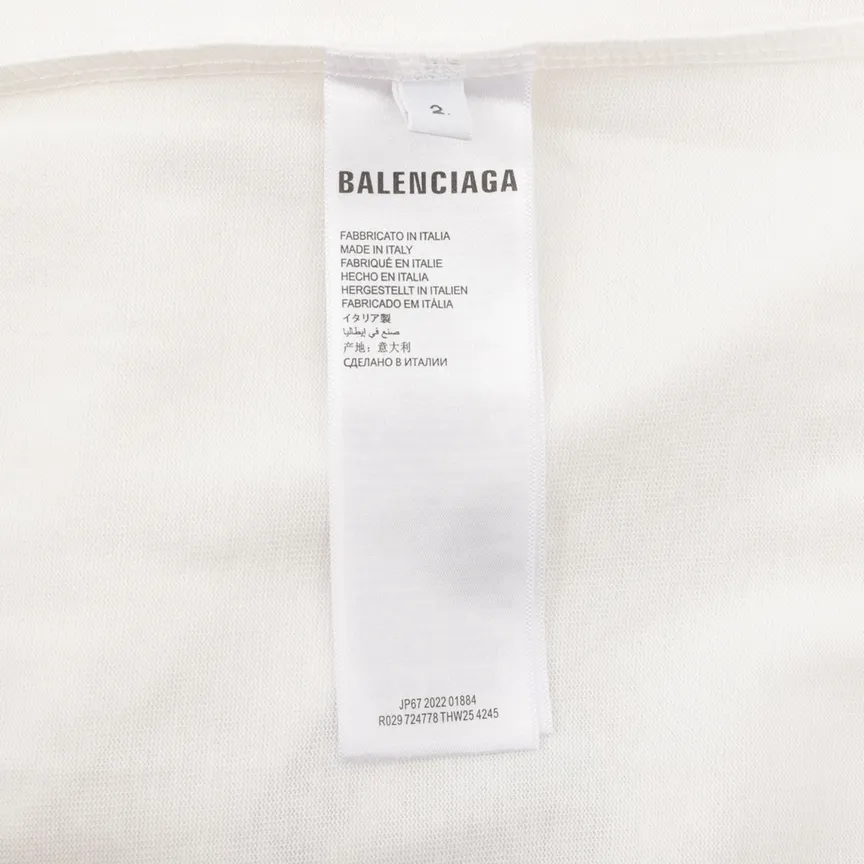 2.
BALENCIAGA
FABBRICATO IN ITALIA
MADE IN ITALY
FABRIQUÉ EN ITALIE
HECHO EN ITALIA
HERGESTELLT IN ITALIEN
FABRICADO EM ITÁLIA
イタリア製
صنع في إيطاليا
产地：意大利
СДЕЛАНО В ИТАЛИИ
JP67 2022 01884
R029 724778 THW25 4245